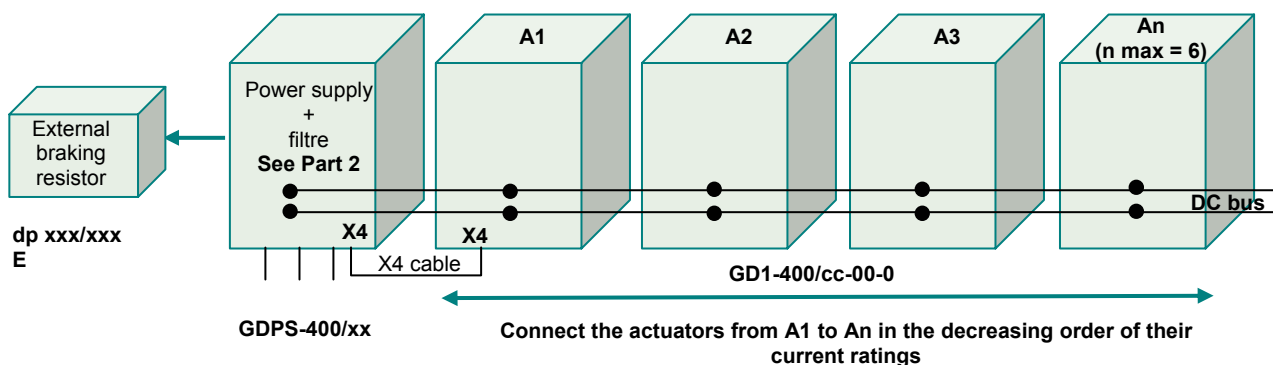 A1
A2
A3
An
(n max = 6)
Power supply
+
filtre
See Part 2
External
braking
resistor
DC bus
X4
X4
X4 cable
dp xxx/xxx
E
GD1-400/cc-00-0
GDPS-400/xx
Connect the actuators from A1 to An in the decreasing order of their
current ratings